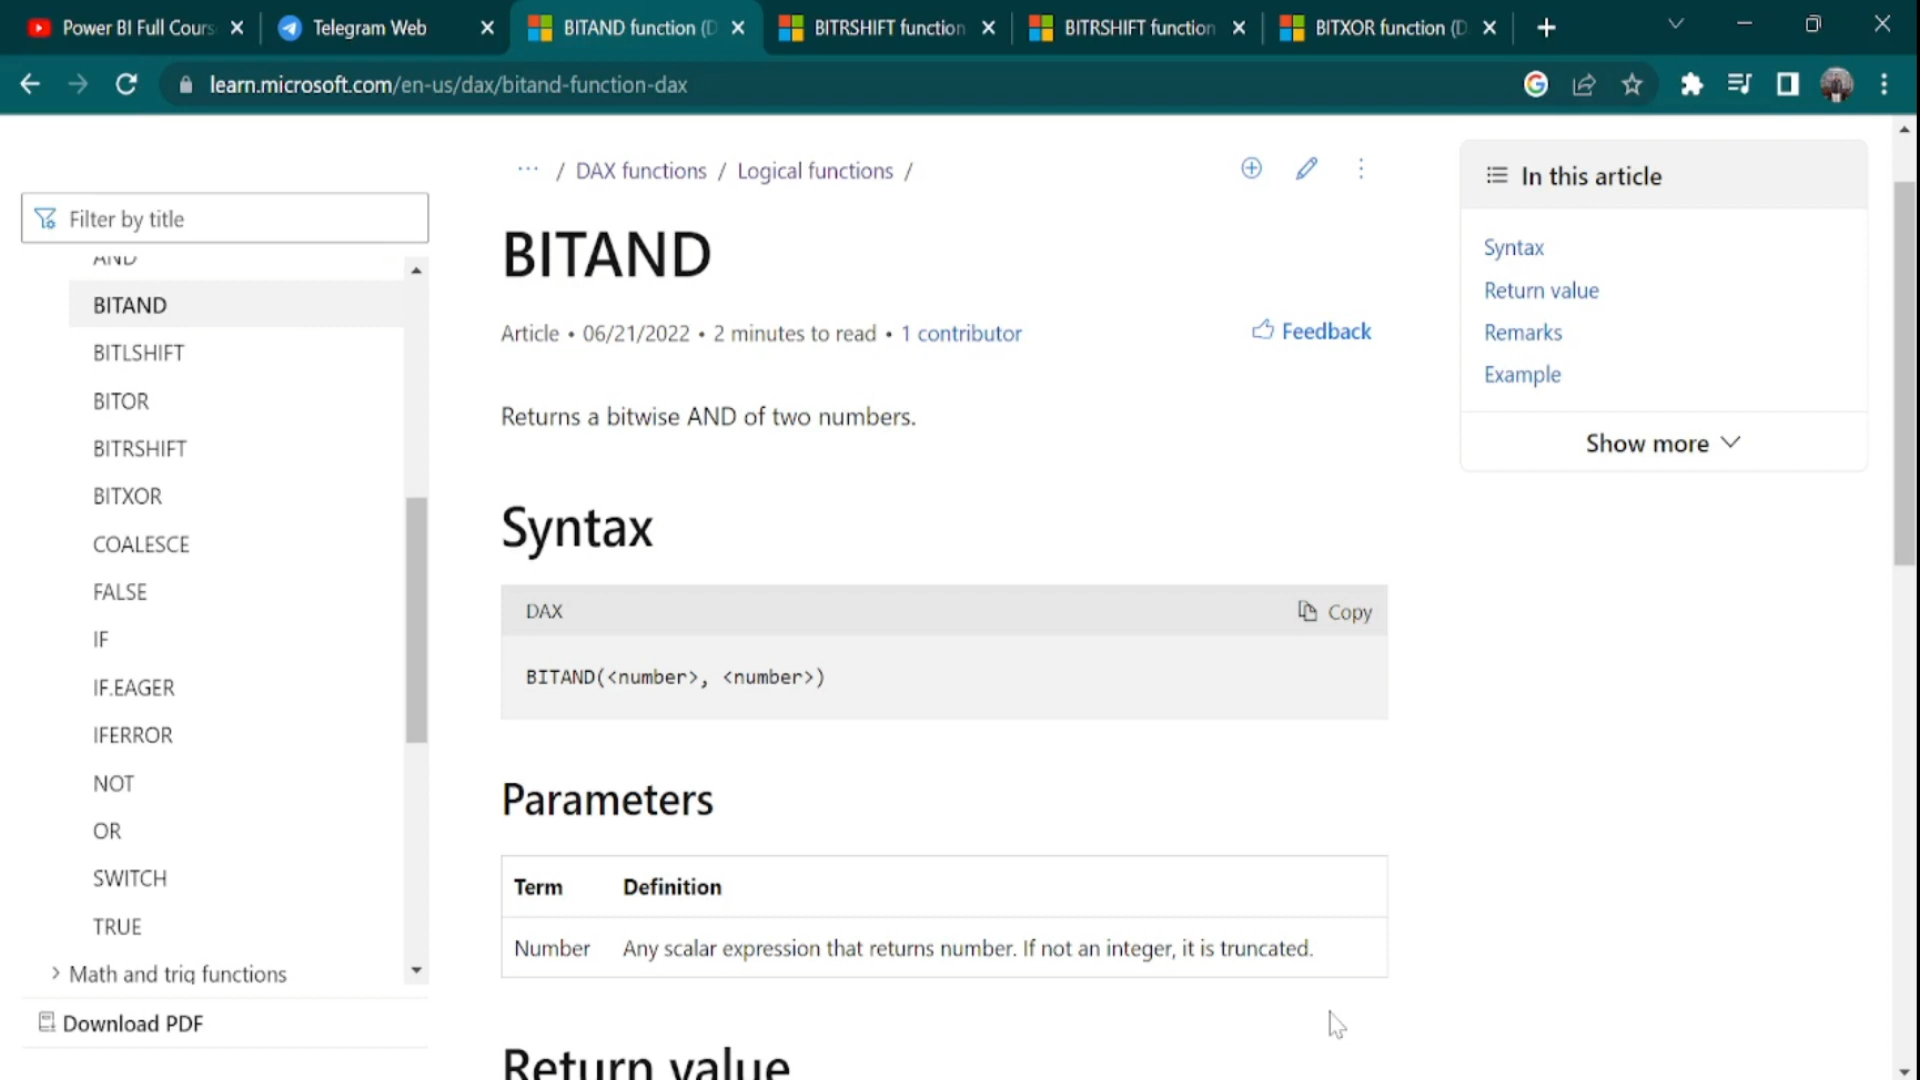 Power BI Full Cours
Telegram Web
BITAND function (D
BITRSHIFT function
BITRSHIFT function
BITXOR function (D
learn.microsoft.com/en-us/dax/bitand-function-dax
Filter by title
AND
BITAND
BITLSHIFT
BITOR
BITRSHIFT
BITXOR
COALESCE
FALSE
IF
IF.EAGER
IFERROR
NOT
OR
SWITCH
TRUE
Math and trig functions
Download PDF
··· / DAX functions / Logical functions /
BITAND
Article • 06/21/2022 • 2 minutes to read • 1 contributor
Feedback
Returns a bitwise AND of two numbers.
Syntax
DAX
Copy
BITAND(<number>, <number>)
Parameters
Term Definition
Number Any scalar expression that returns number. If not an integer, it is truncated.
Return value
In this article
Syntax
Return value
Remarks
Example
Show more